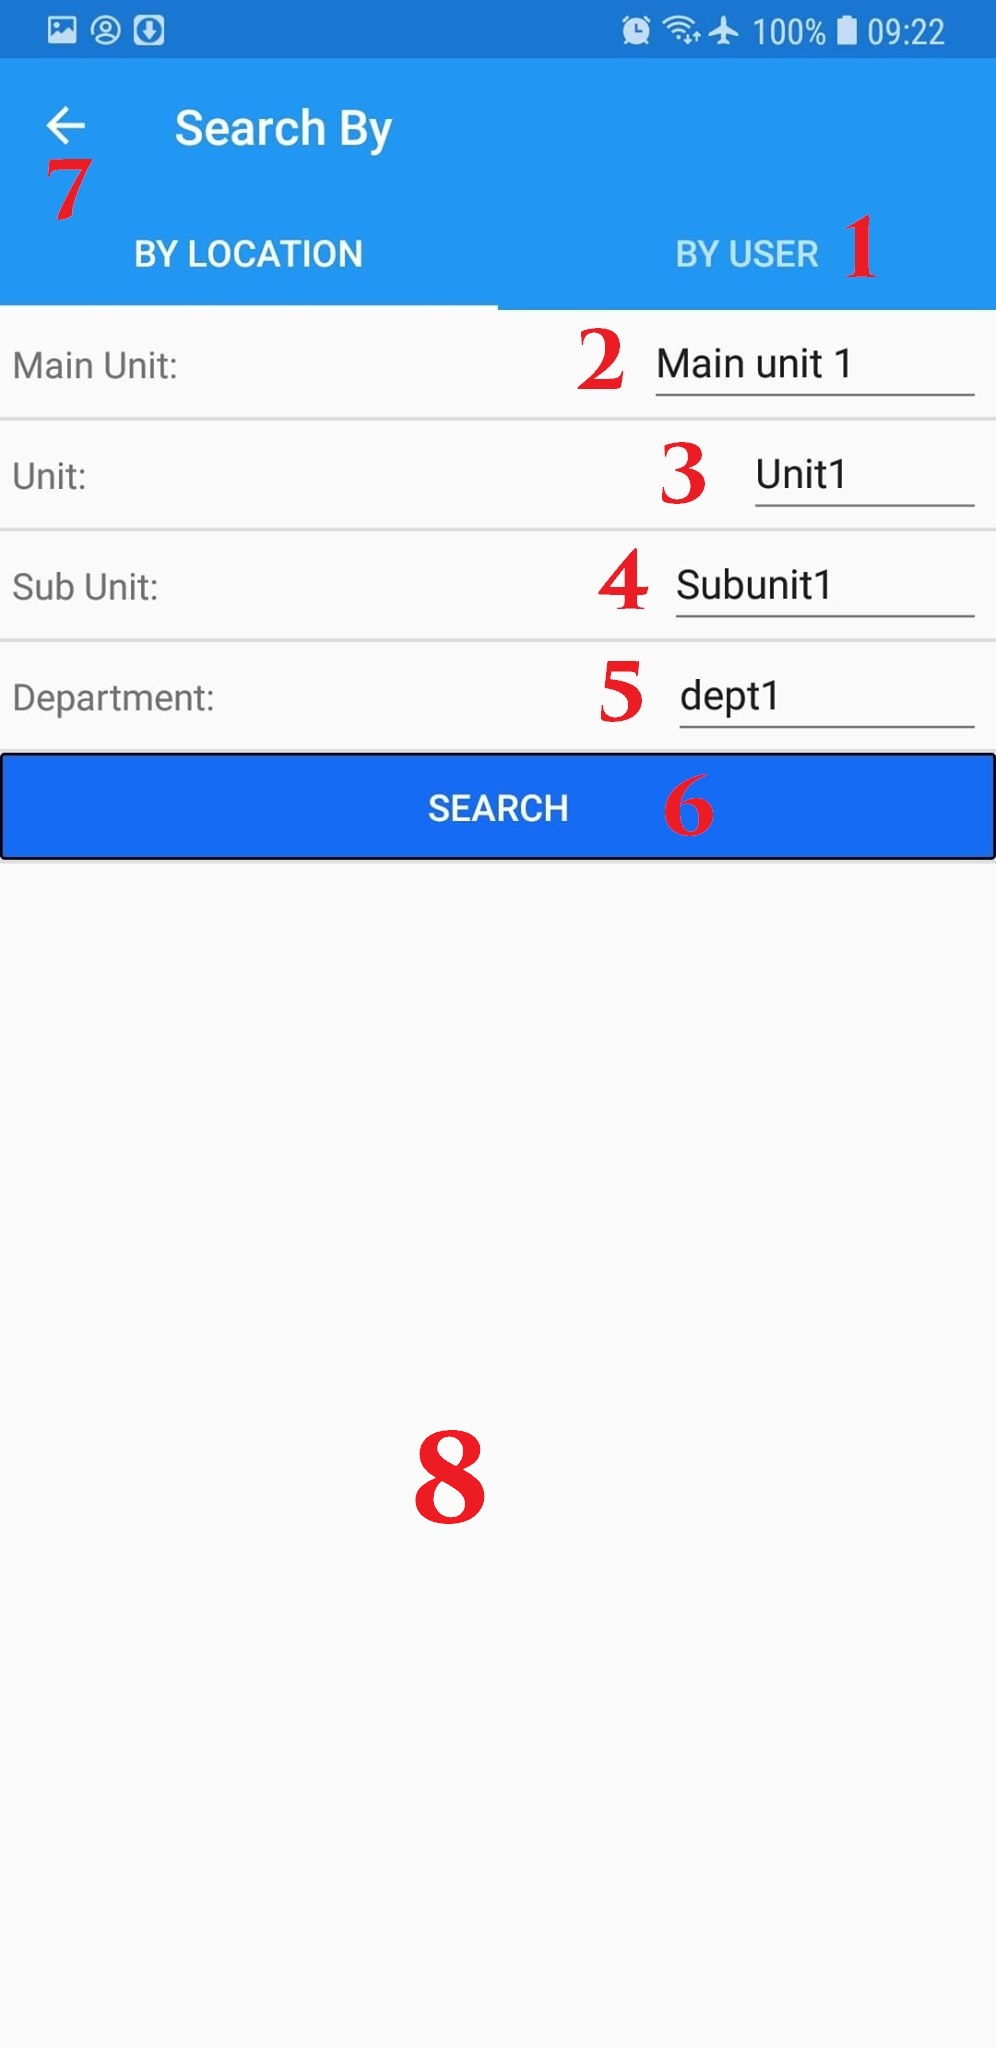 100% 09:22
Search By
7
BY LOCATION BY USER 1
Main Unit: 2 Main unit 1
Unit: 3 Unit1
Sub Unit: 4 Subunit1
Department: 5 dept1
SEARCH 6
8